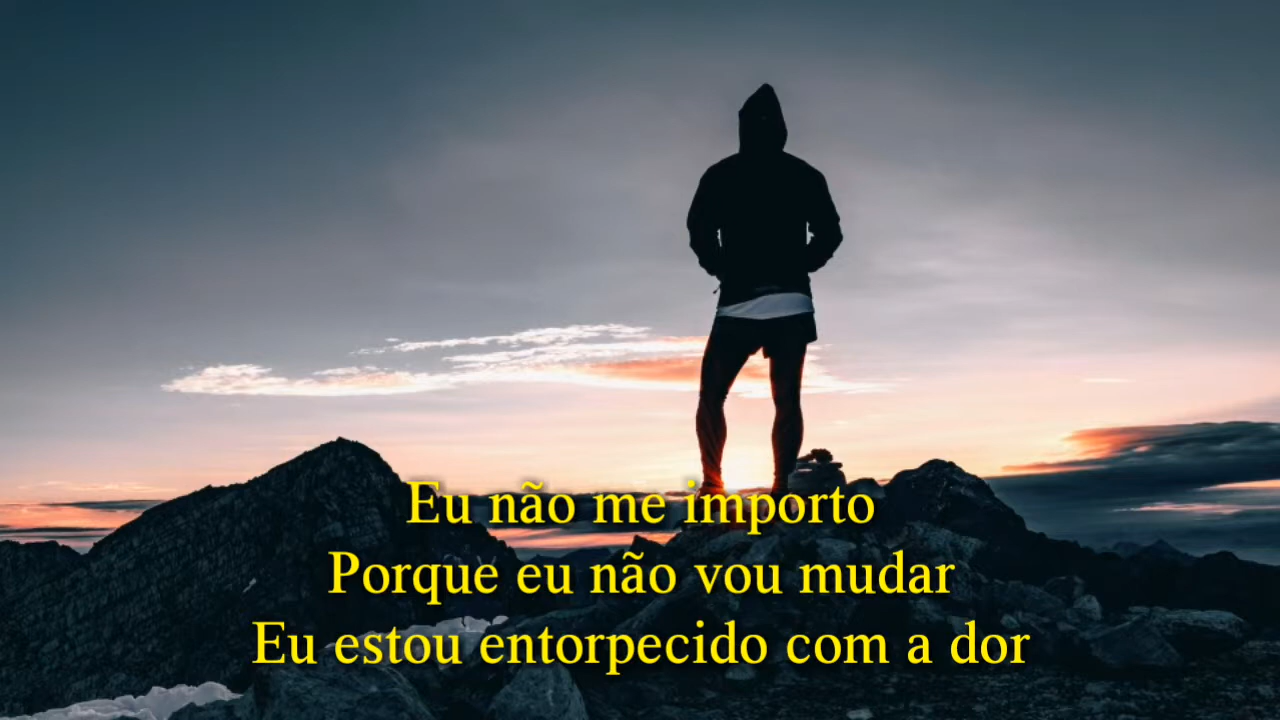 Eu não me importo
Porque eu não vou mudar
Eu estou entorpecido com a dor